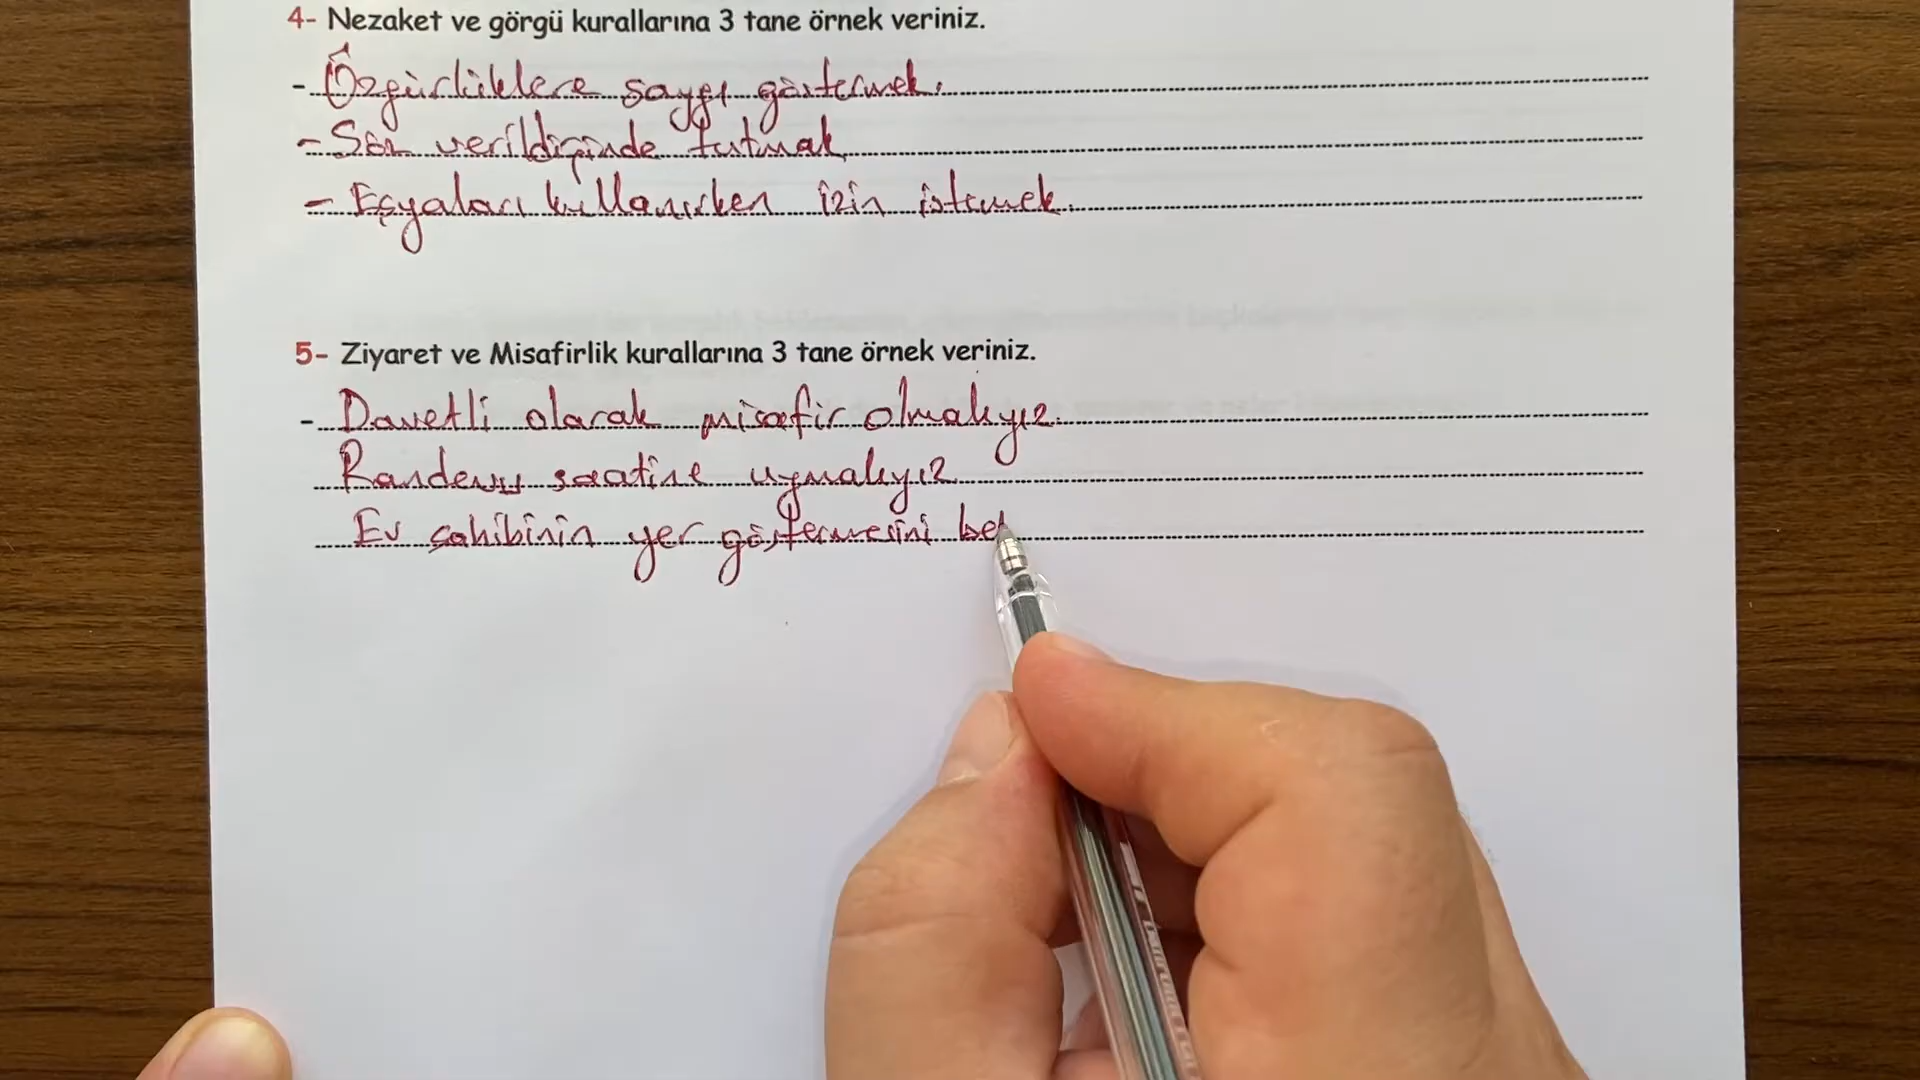 4- Nezaket ve görgü kurallarına 3 tane örnek veriniz.
- Özgürlüklere saygı göstermek.
- Söz verildiğinde tutmak
- Eşyaları kullanırken izin istemek.
5- Ziyaret ve Misafirlik kurallarına 3 tane örnek veriniz.
- Davetli olarak misafir olmalıyız.
Randevu saatine uymalıyız
Ev sahibinin yer göstermesini bek